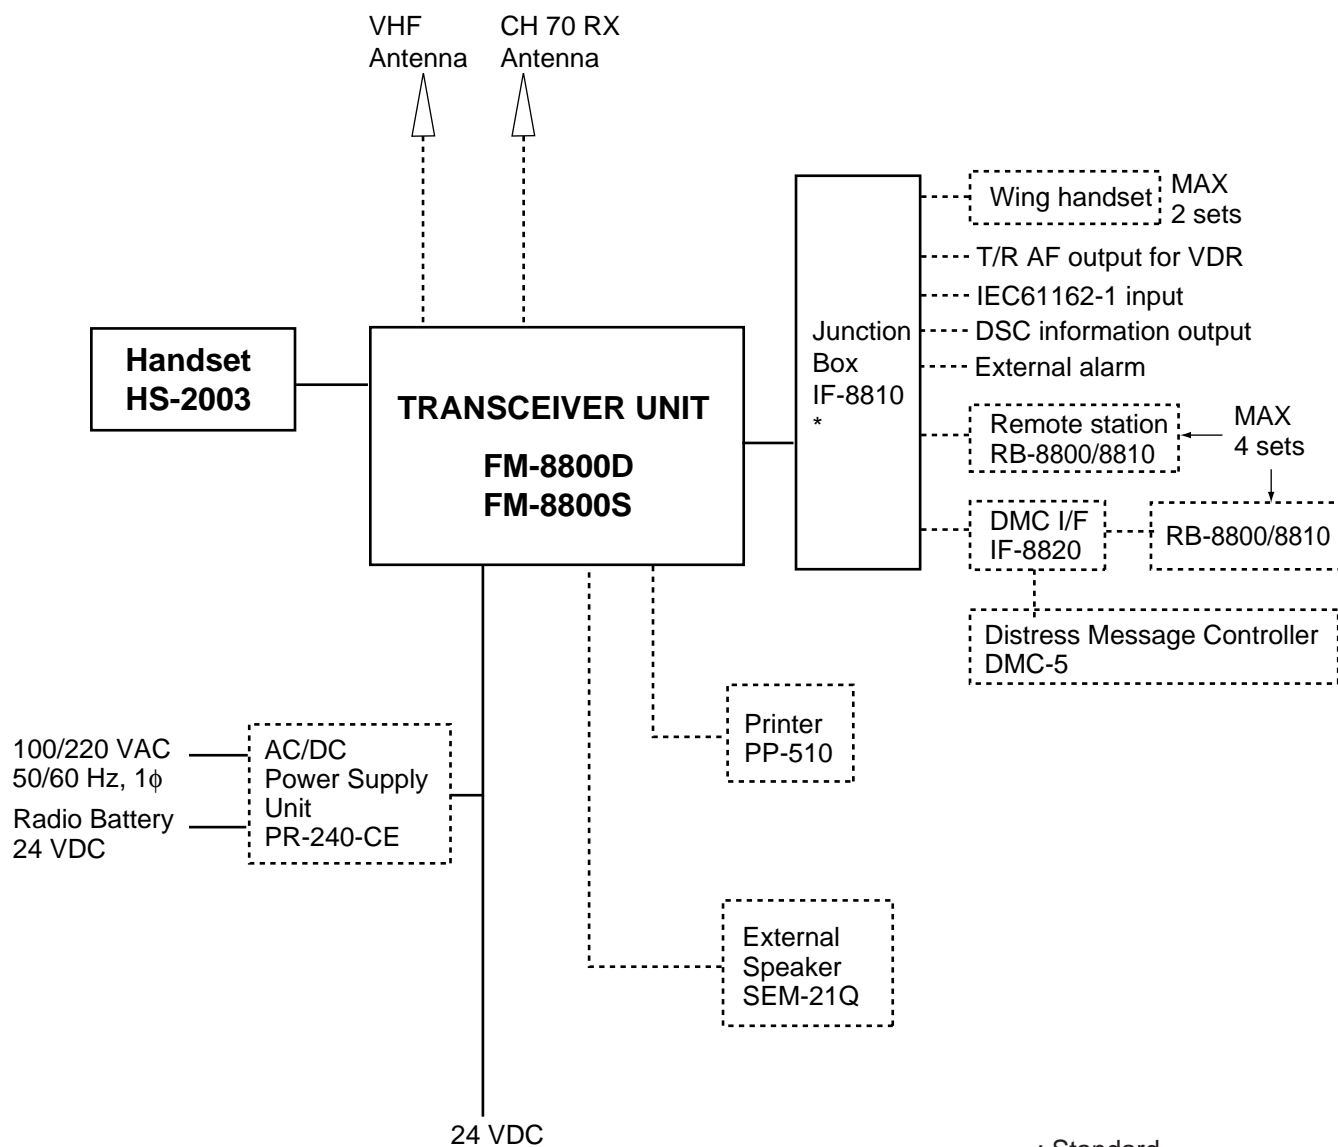 VHF
Antenna
CH 70 RX
Antenna
Wing handset
MAX
2 sets
T/R AF output for VDR
IEC61162-1 input
DSC information output
External alarm
Junction
Box
IF-8810
*
Handset
HS-2003
TRANSCEIVER UNIT
FM-8800D
FM-8800S
Remote station
RB-8800/8810
MAX
4 sets
DMC I/F
IF-8820
RB-8800/8810
Distress Message Controller
DMC-5
Printer
PP-510
100/220 VAC
50/60 Hz, 1ϕ
Radio Battery
24 VDC
AC/DC
Power Supply
Unit
PR-240-CE
External
Speaker
SEM-21Q
24 VDC
: Standard